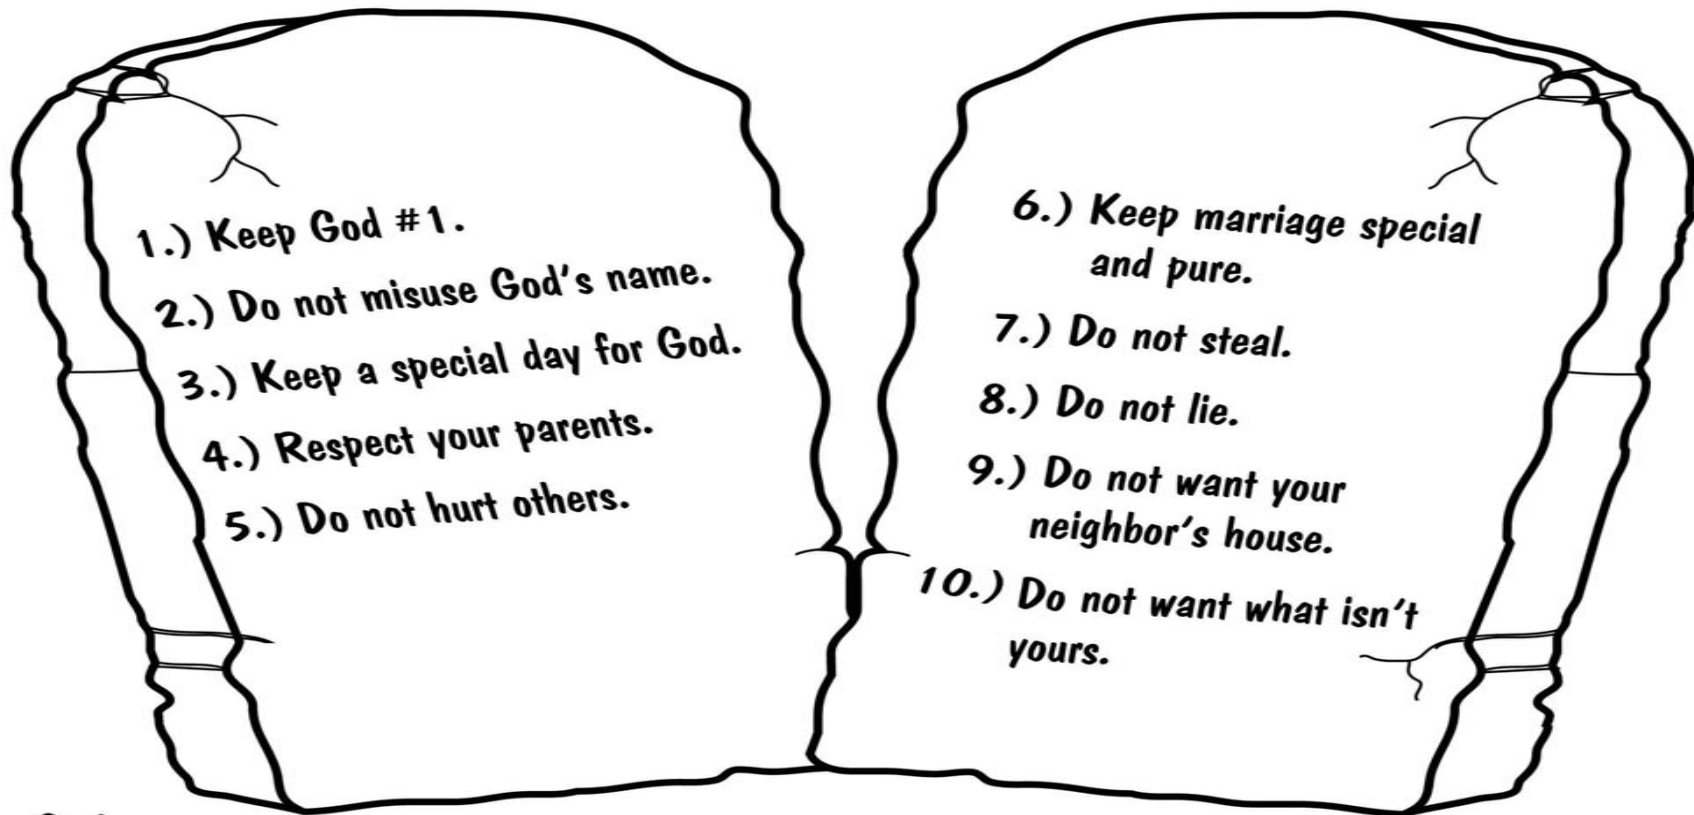 1.) Keep God #1.
2.) Do not misuse God's name.
3.) Keep a special day for God.
4.) Respect your parents.
5.) Do not hurt others.
6.) Keep marriage special
and pure.
7.) Do not steal.
8.) Do not lie.
9.) Do not want your
neighbor's house.
10.) Do not want what isn't
yours.